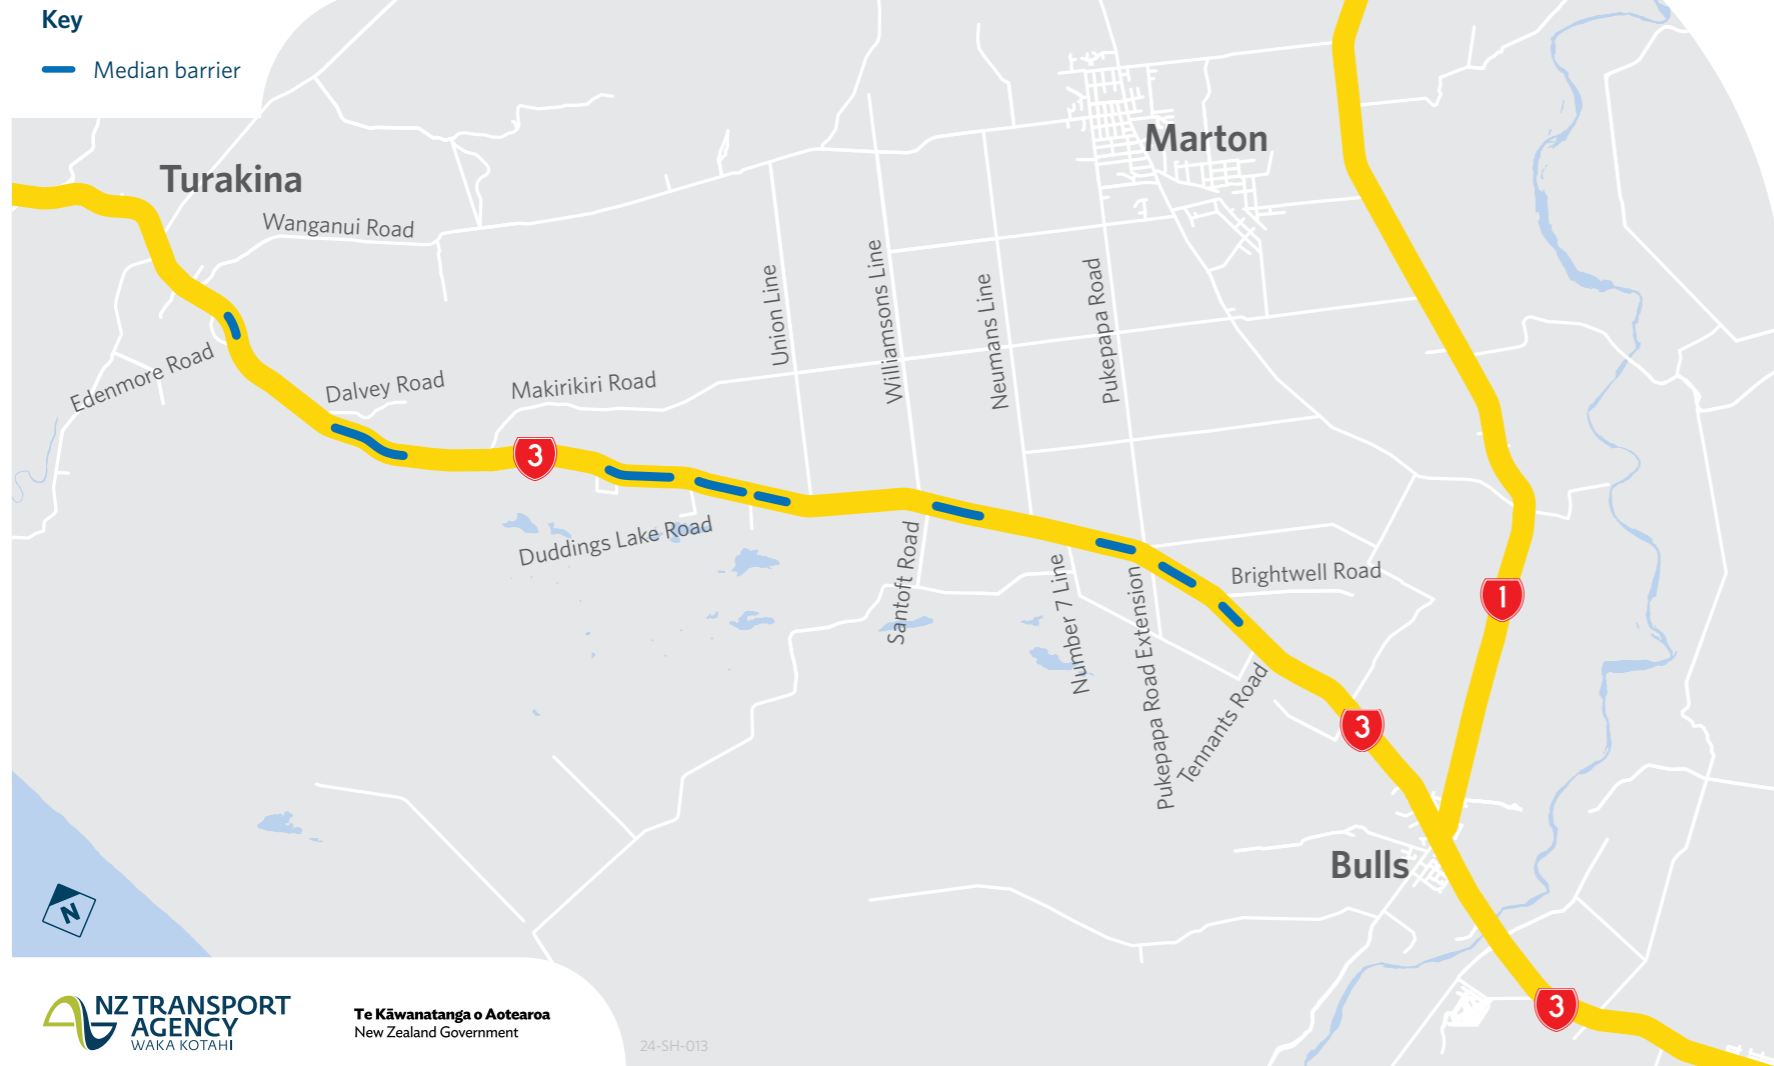 Key
Median barrier
Turakina
Marton
Wanganui Road
Union Line
Williamsons Line
Neumans Line
Pukepapa Road
Edenmore Road
Dalvey Road
Makirikiri Road
3
Duddings Lake Road
Santoft Road
Number 7 Line
Pukepapa Road Extension
Brightwell Road
1
Tennants Road
3
Bulls
N
3
NZ TRANSPORT
AGENCY
WAKA KOTAHI
Te Kāwanatanga o Aotearoa
New Zealand Government
24-SH-013